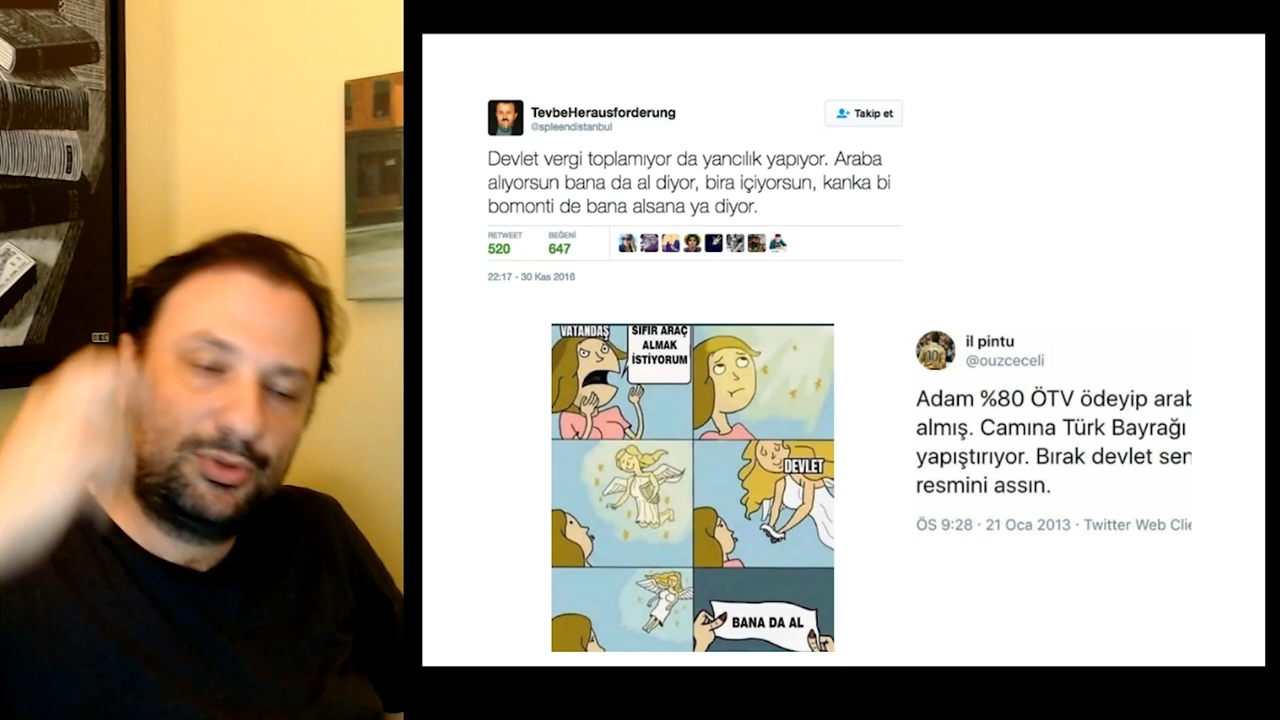 TevbeHerausforderung
@spleendistanbul
Takip et
Devlet vergi toplamıyor da yancılık yapıyor. Araba
alıyorsun bana da al diyor, bira içiyorsun, kanka bi
bomonti de bana alsana ya diyor.
RETWEET
BEĞENİ
520
647
22:17 - 30 Kas 2016
VATANDAŞ
SIFIR ARAÇ
ALMAK
İSTİYORUM
DEVLET
BANA DA AL
il pintu
@ouzceceli
Adam %80 ÖTV ödeyip arab
almış. Camına Türk Bayrağı
yapıştırıyor. Bırak devlet sen
resmini assın.
ÖS 9:28 · 21 Oca 2013 · Twitter Web Clie